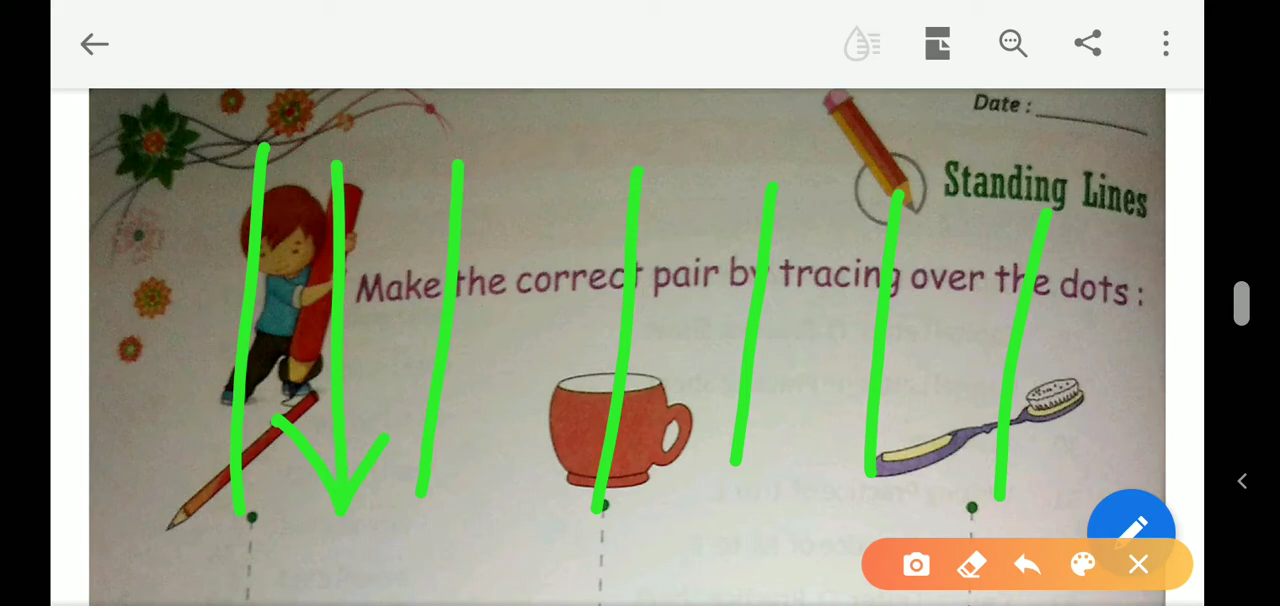 Date :
Standing Lines
Make the correct pair by tracing over the dots :